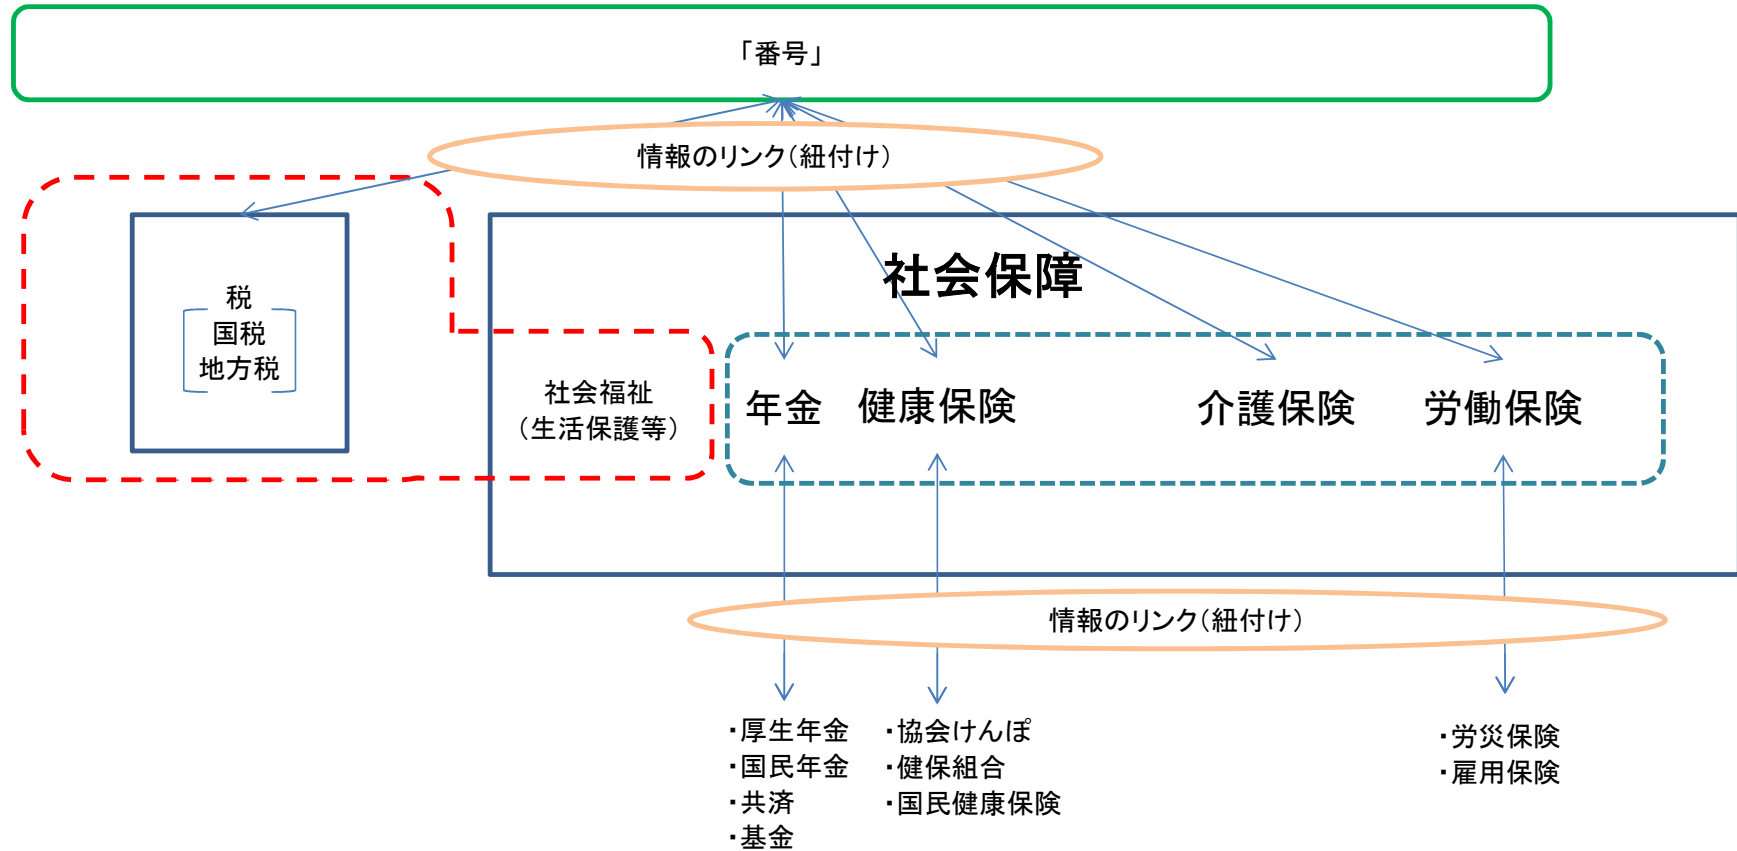 「番号」
情報のリンク（紐付け）
社会保障
税
国税
地方税
社会福祉
（生活保護等）
年金
健康保険
介護保険
労働保険
情報のリンク（紐付け）
・厚生年金
・国民年金
・共済
・基金
・協会けんぽ
・健保組合
・国民健康保険
・労災保険
・雇用保険